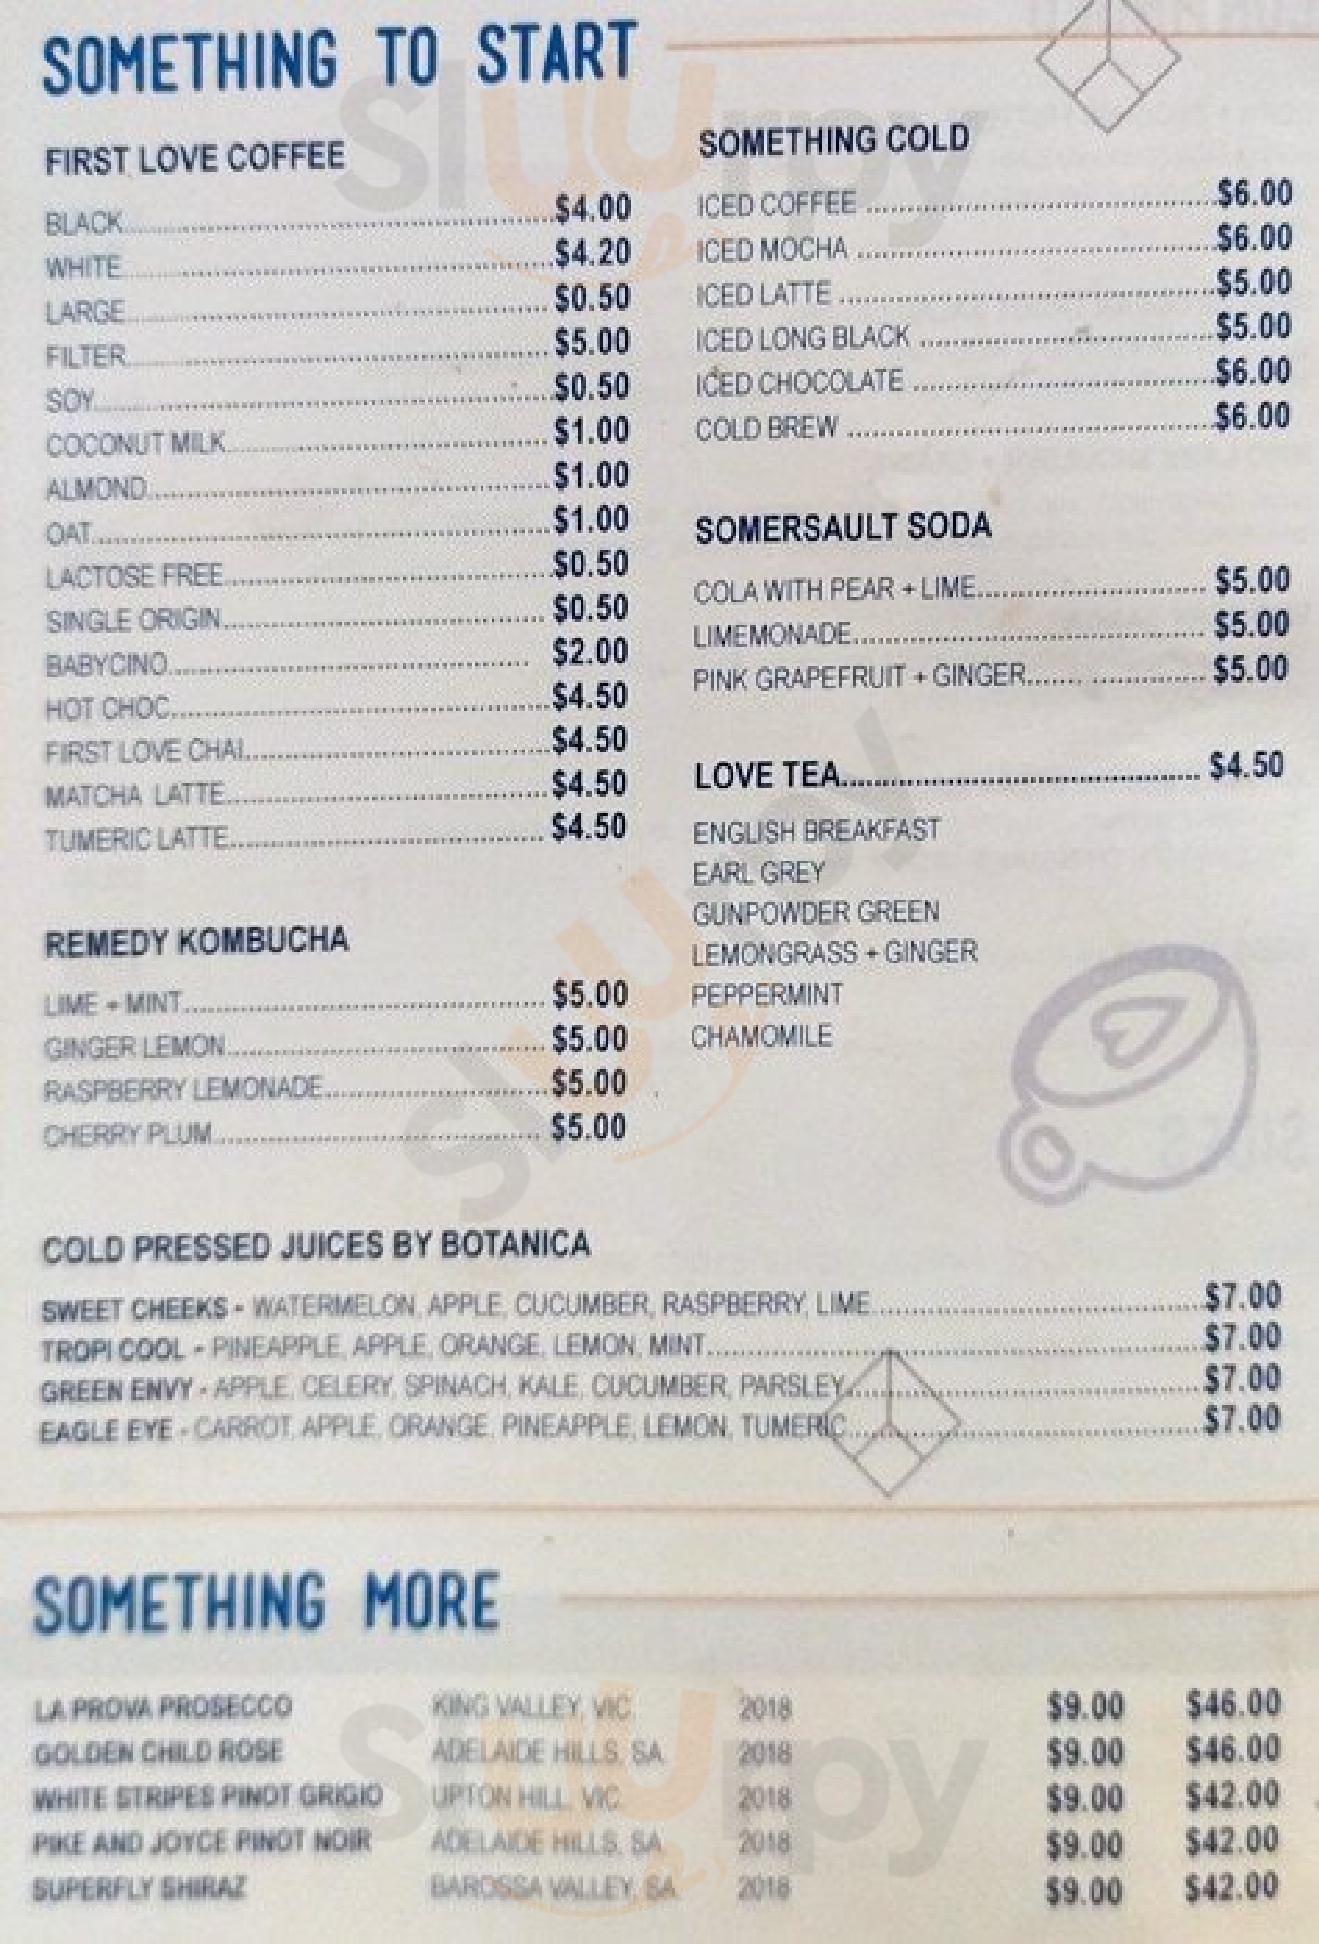 SOMETHING TO START
FIRST LOVE COFFEE
BLACK $4.00
WHITE $4.20
LARGE $0.50
FILTER $5.00
SOY $0.50
COCONUT MILK $1.00
ALMOND $1.00
OAT $1.00
LACTOSE FREE $0.50
SINGLE ORIGIN $0.50
BABYCINO $2.00
HOT CHOC $4.50
FIRST LOVE CHAI $4.50
MATCHA LATTE $4.50
TUMERIC LATTE $4.50
REMEDY KOMBUCHA
LIME + MINT $5.00
GINGER LEMON $5.00
RASPBERRY LEMONADE $5.00
CHERRY PLUM $5.00
SOMETHING COLD
ICED COFFEE $6.00
ICED MOCHA $6.00
ICED LATTE $5.00
ICED LONG BLACK $5.00
ICED CHOCOLATE $6.00
COLD BREW $6.00
SOMERSAULT SODA
COLA WITH PEAR + LIME $5.00
LIMEMONADE $5.00
PINK GRAPEFRUIT + GINGER $5.00
LOVE TEA $4.50
ENGLISH BREAKFAST
EARL GREY
GUNPOWDER GREEN
LEMONGRASS + GINGER
PEPPERMINT
CHAMOMILE
COLD PRESSED JUICES BY BOTANICA
SWEET CHEEKS - WATERMELON, APPLE, CUCUMBER, RASPBERRY, LIME $7.00
TROPI COOL - PINEAPPLE, APPLE, ORANGE, LEMON, MINT $7.00
GREEN ENVY - APPLE, CELERY, SPINACH, KALE, CUCUMBER, PARSLEY $7.00
EAGLE EYE - CARROT, APPLE, ORANGE, PINEAPPLE, LEMON, TUMERIC $7.00
SOMETHING MORE
LA PROVA PROSECCO KING VALLEY, VIC. 2018 $9.00 $46.00
GOLDEN CHILD ROSE ADELAIDE HILLS, SA 2018 $9.00 $46.00
WHITE STRIPES PINOT GRIGIO UPTON HILL, VIC. 2018 $9.00 $42.00
PIKE AND JOYCE PINOT NOIR ADELAIDE HILLS, SA 2018 $9.00 $42.00
SUPERFLY SHIRAZ BAROSSA VALLEY, SA 2018 $9.00 $42.00
Slurpy
Slurpy
Slurpy